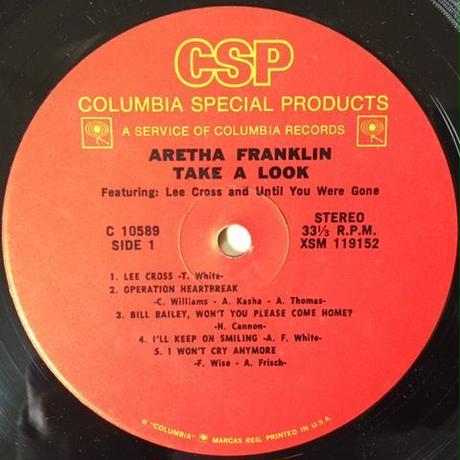 CSP
COLUMBIA SPECIAL PRODUCTS
A SERVICE OF COLUMBIA RECORDS
ARETHA FRANKLIN
TAKE A LOOK
Featuring: Lee Cross and Until You Were Gone
C 10589
SIDE 1
STEREO
33⅓ R.P.M.
XSM 119152
1. LEE CROSS -T. White-
2. OPERATION HEARTBREAK
-C. Williams - A. Kasha - A. Thomas-
3. BILL BAILEY, WON'T YOU PLEASE COME HOME?
-H. Cannon-
4. I'LL KEEP ON SMILING -A. F. White-
5. I WON'T CRY ANYMORE
-F. Wise - A. Frisch-
® "COLUMBIA" MARCAS REG. PRINTED IN U.S.A.